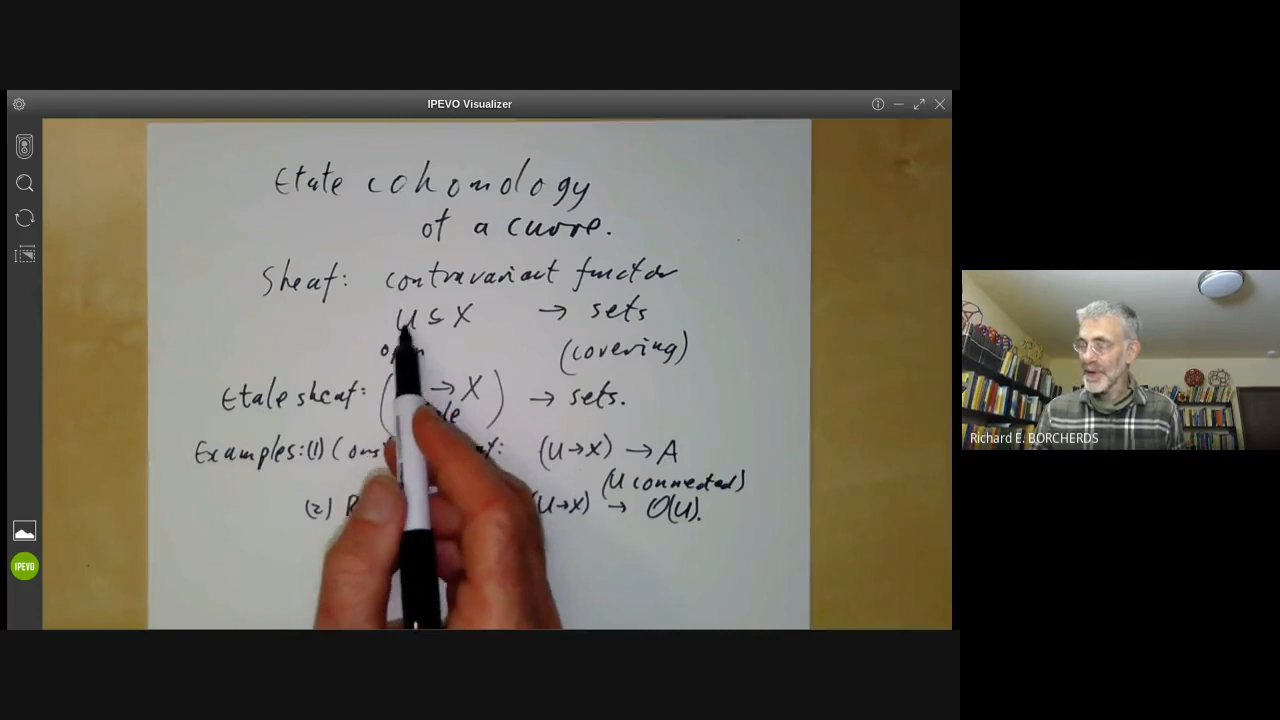 IPEVO Visualizer
Etale cohomology
of a curve.
Sheaf: contravariant functor
U ⊆ X → sets
(covering)
Etale sheaf: ( → X ) → sets.
Examples: (1) (U→X) → A
(U connected)
(2) (U→X) → O(U).
Richard E. BORCHERDS
IPEVO